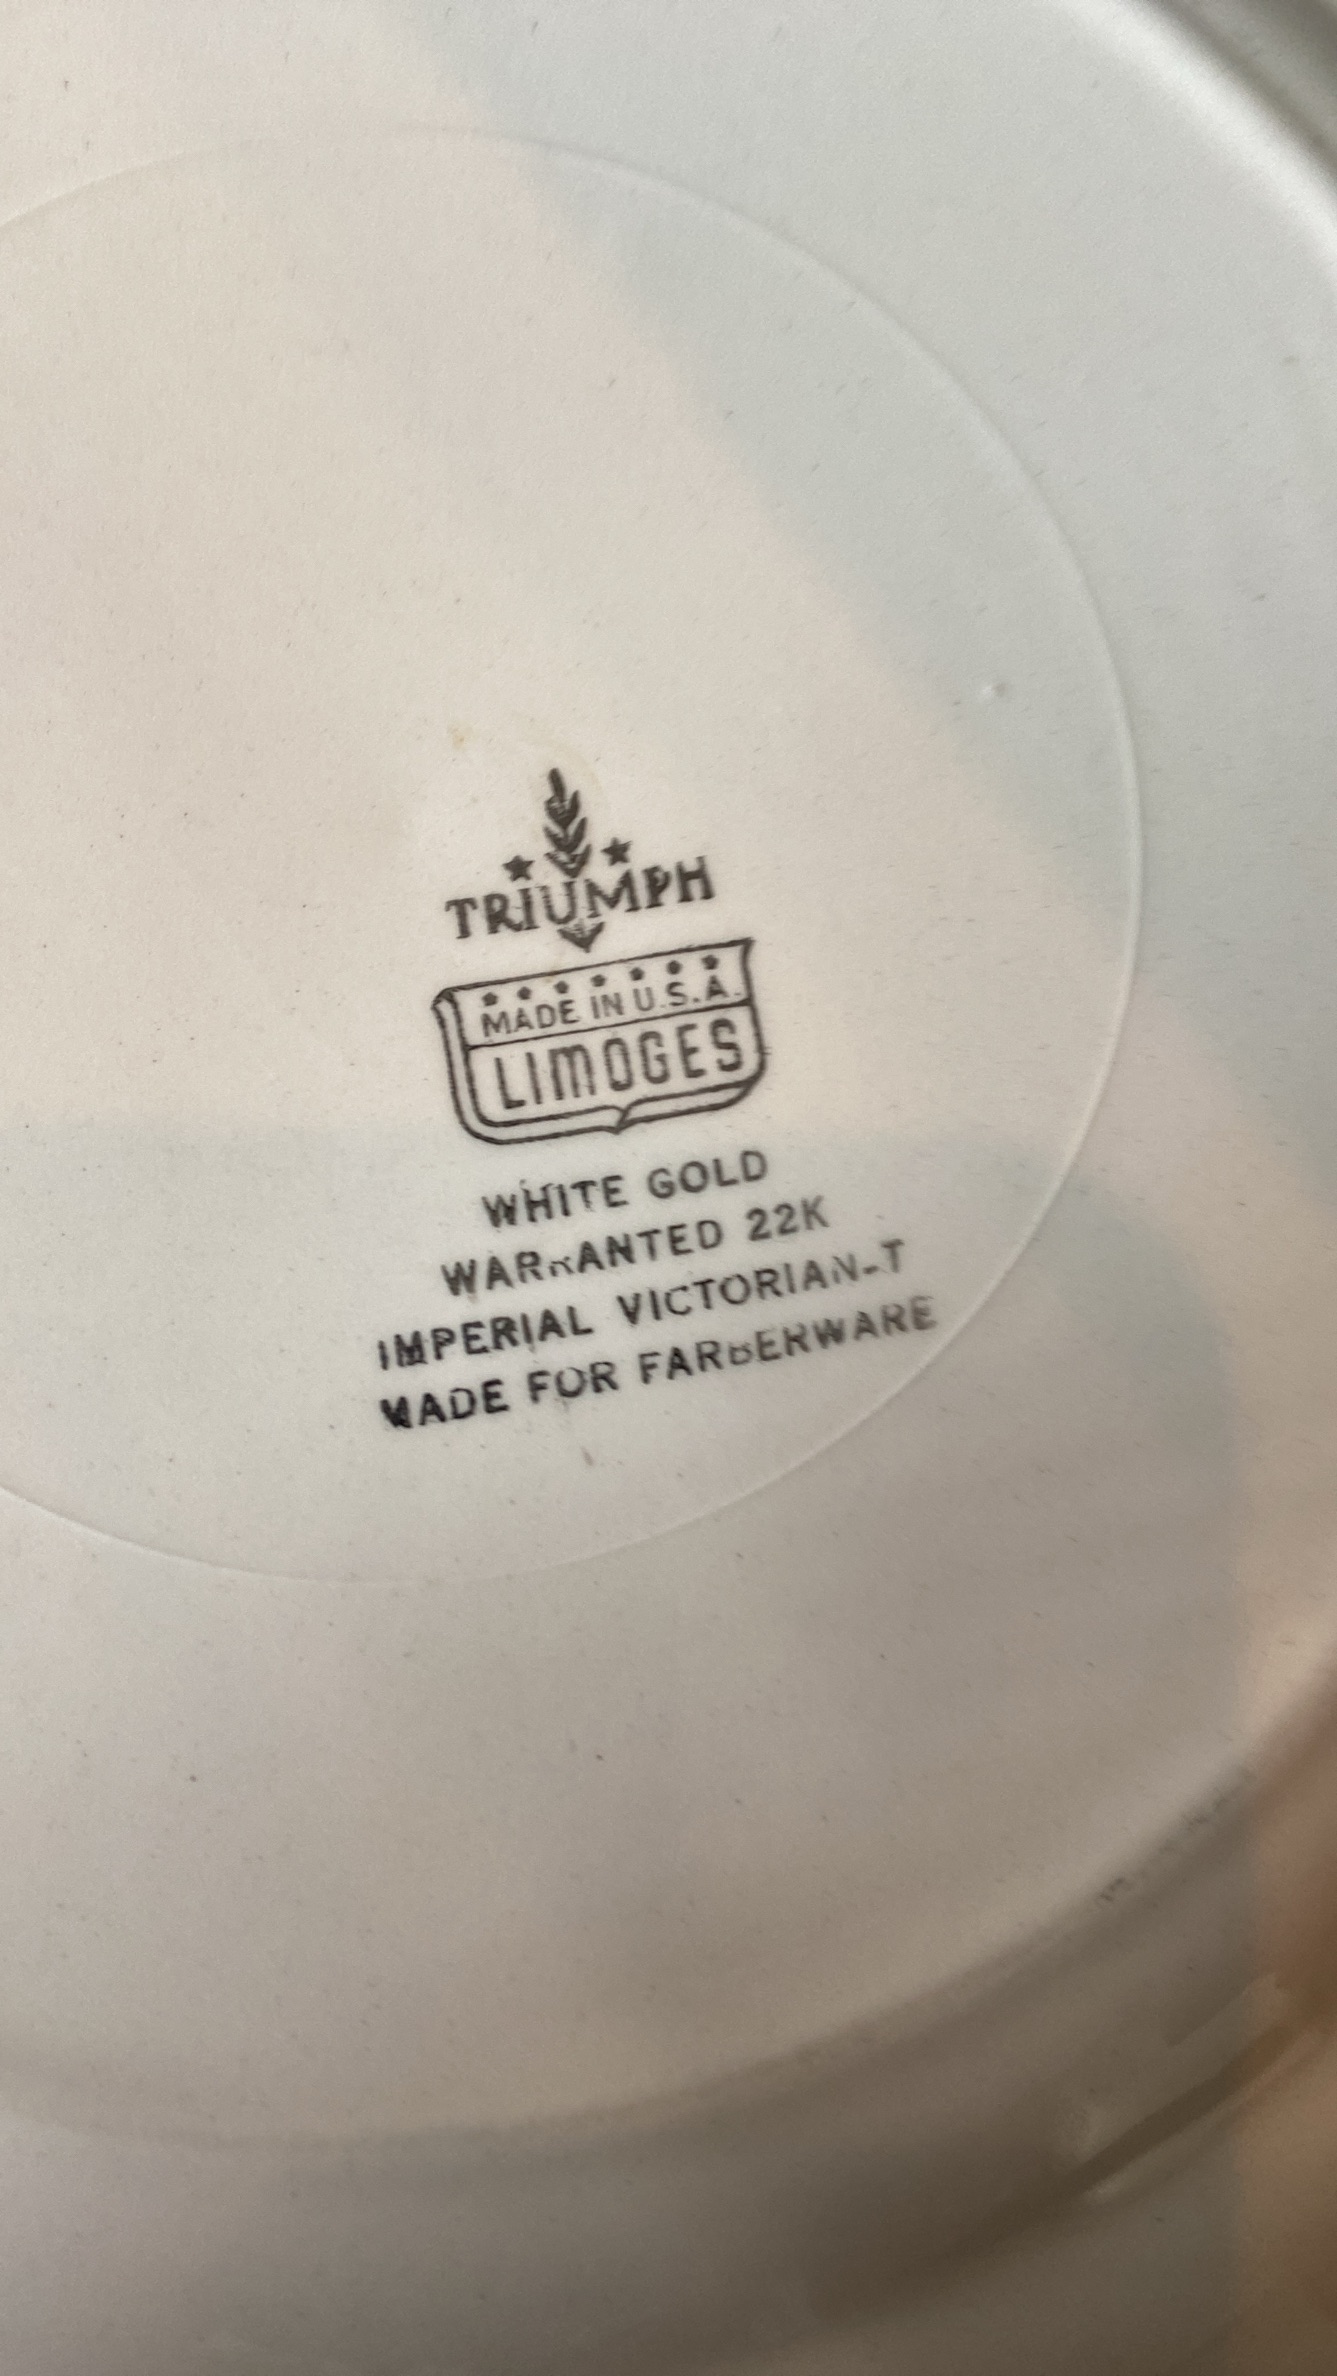 TRIUMPH
MADE IN U.S.A.
LIMOGES
WHITE GOLD
WARRANTED 22K
IMPERIAL VICTORIAN-T
MADE FOR FARBERWARE